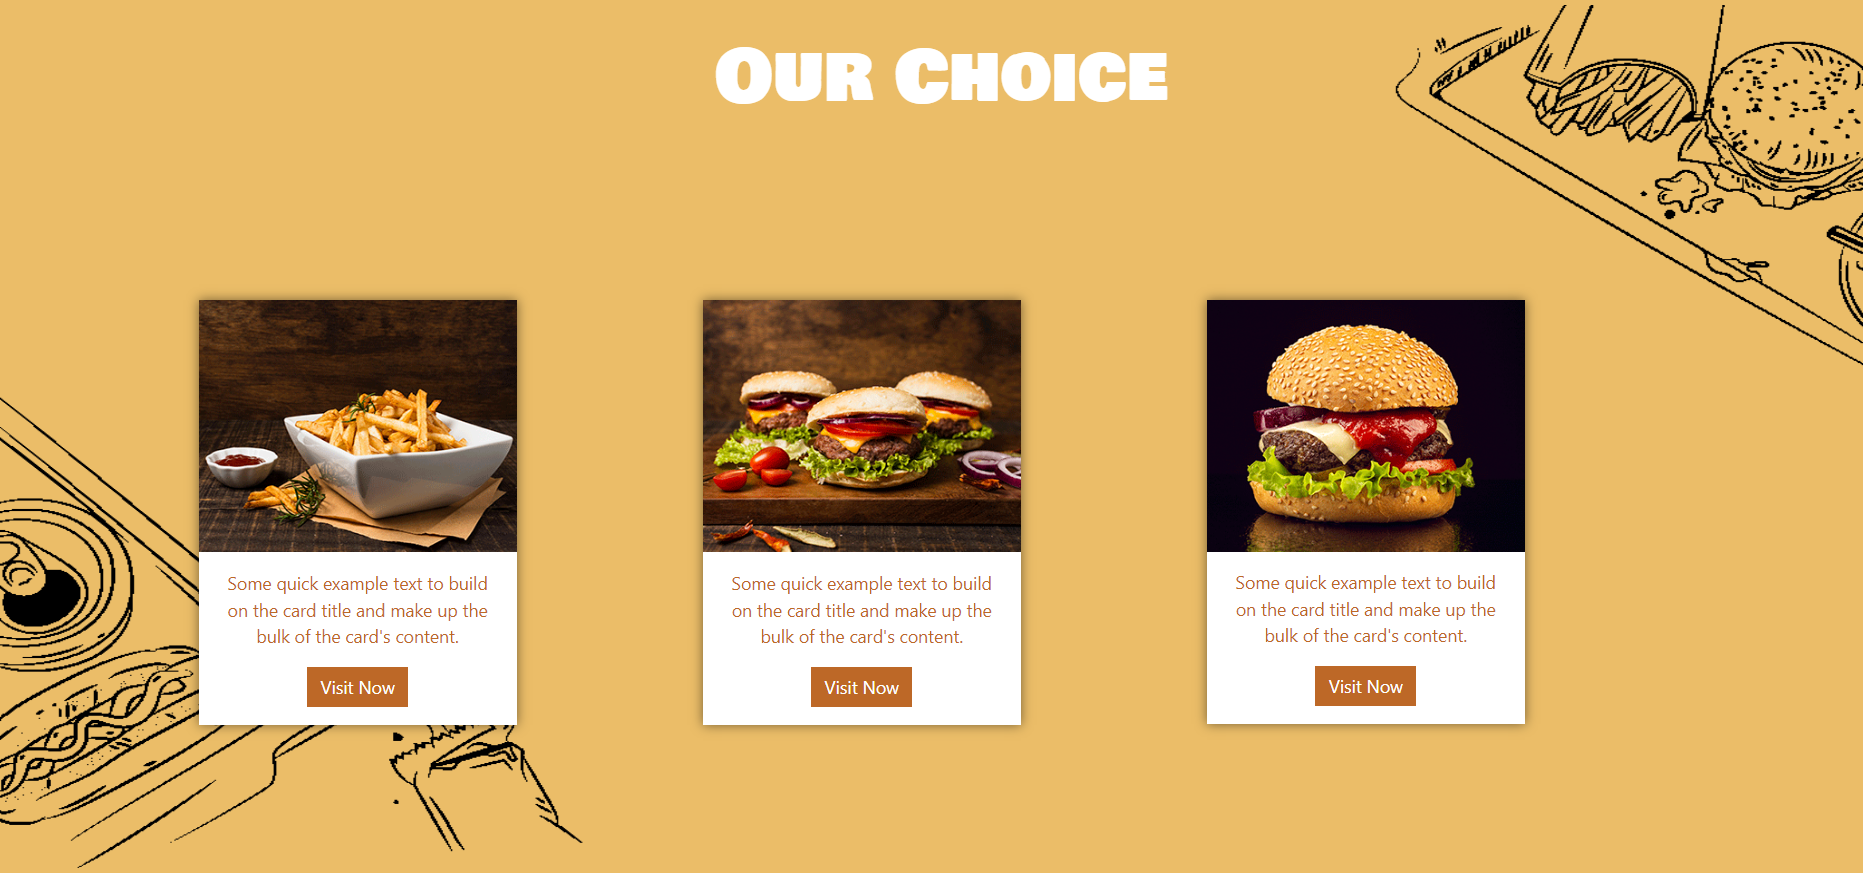 Our Choice
Some quick example text to build
on the card title and make up the
bulk of the card's content.
Visit Now
Some quick example text to build
on the card title and make up the
bulk of the card's content.
Visit Now
Some quick example text to build
on the card title and make up the
bulk of the card's content.
Visit Now